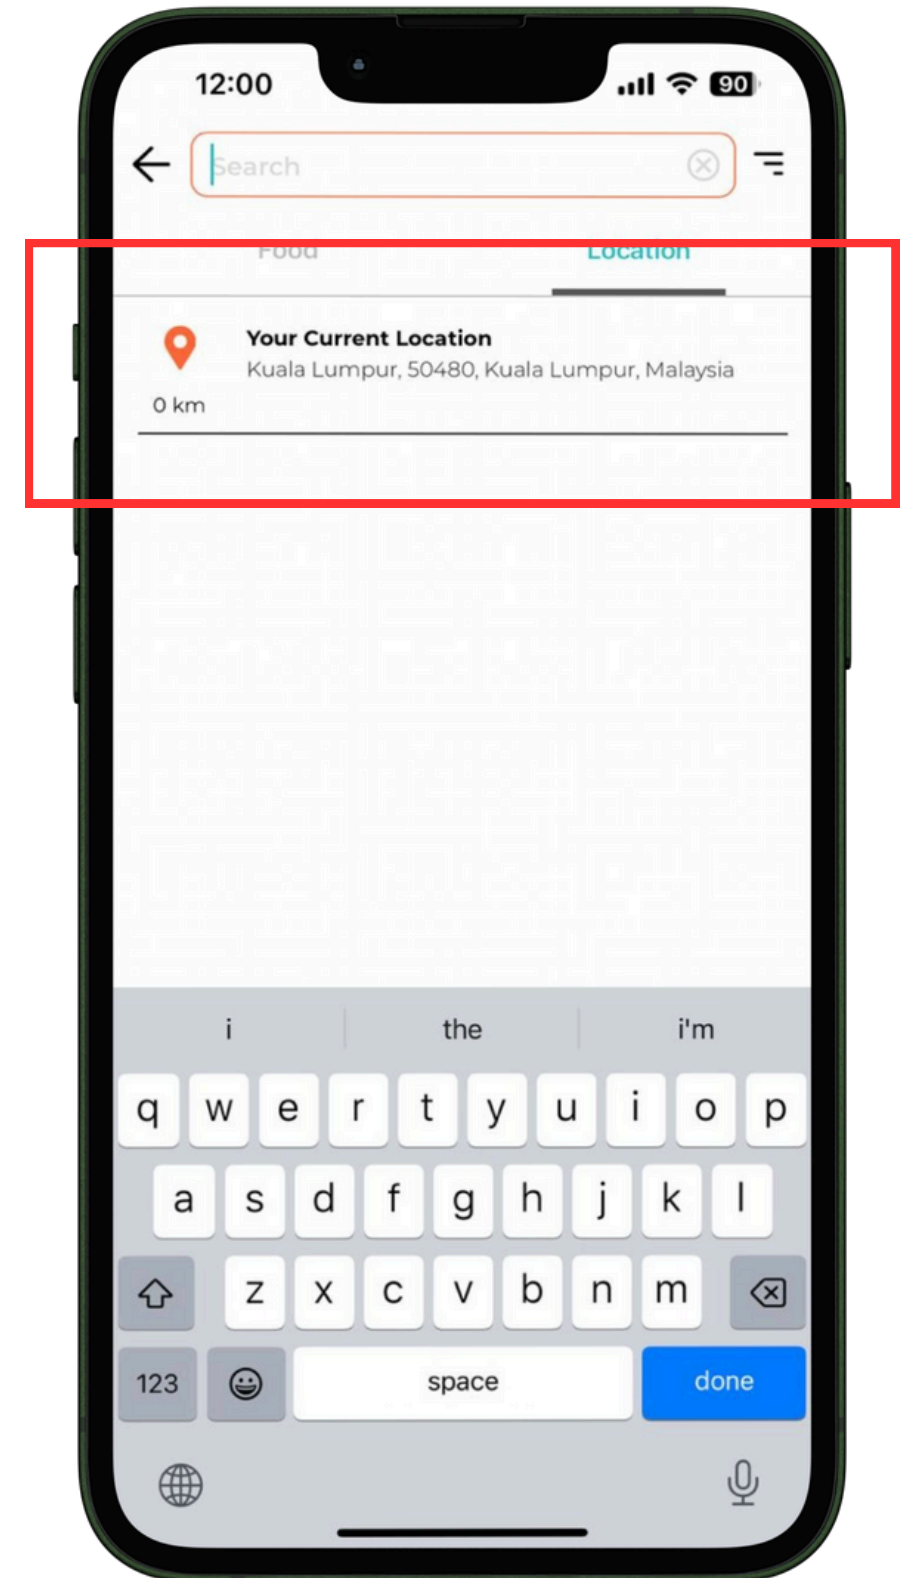 12:00
90
Search
Food
Location
Your Current Location
Kuala Lumpur, 50480, Kuala Lumpur, Malaysia
0 km
i
the
i'm
q w e r t y u i o p
a s d f g h j k l
z x c v b n m
123
space
done